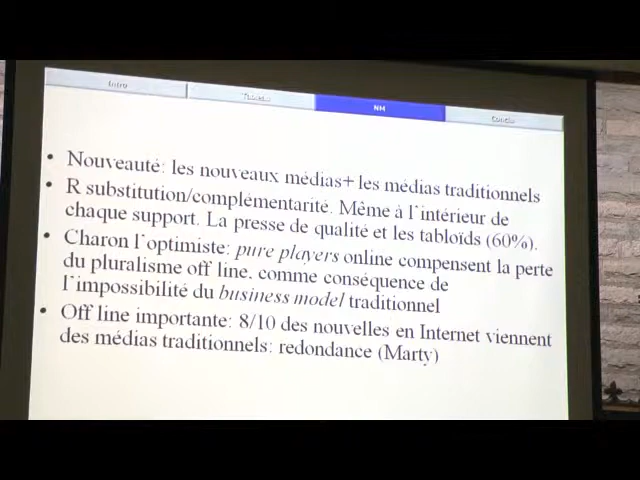 Intro
Tabloïds
NM
Conclu
• Nouveauté: les nouveaux médias+ les médias traditionnels
• R substitution/complémentarité. Même à l'intérieur de
chaque support. La presse de qualité et les tabloïds (60%).
• Charon l'optimiste: pure players online compensent la perte
du pluralisme off line, comme conséquence de
l'impossibilité du business model traditionnel
• Off line importante: 8/10 des nouvelles en Internet viennent
des médias traditionnels: redondance (Marty)